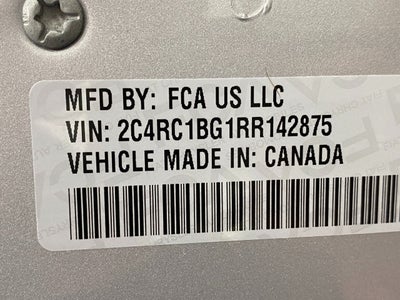 MFD BY: FCA US LLC
VIN: 2C4RC1BG1RR142875
VEHICLE MADE IN: CANADA